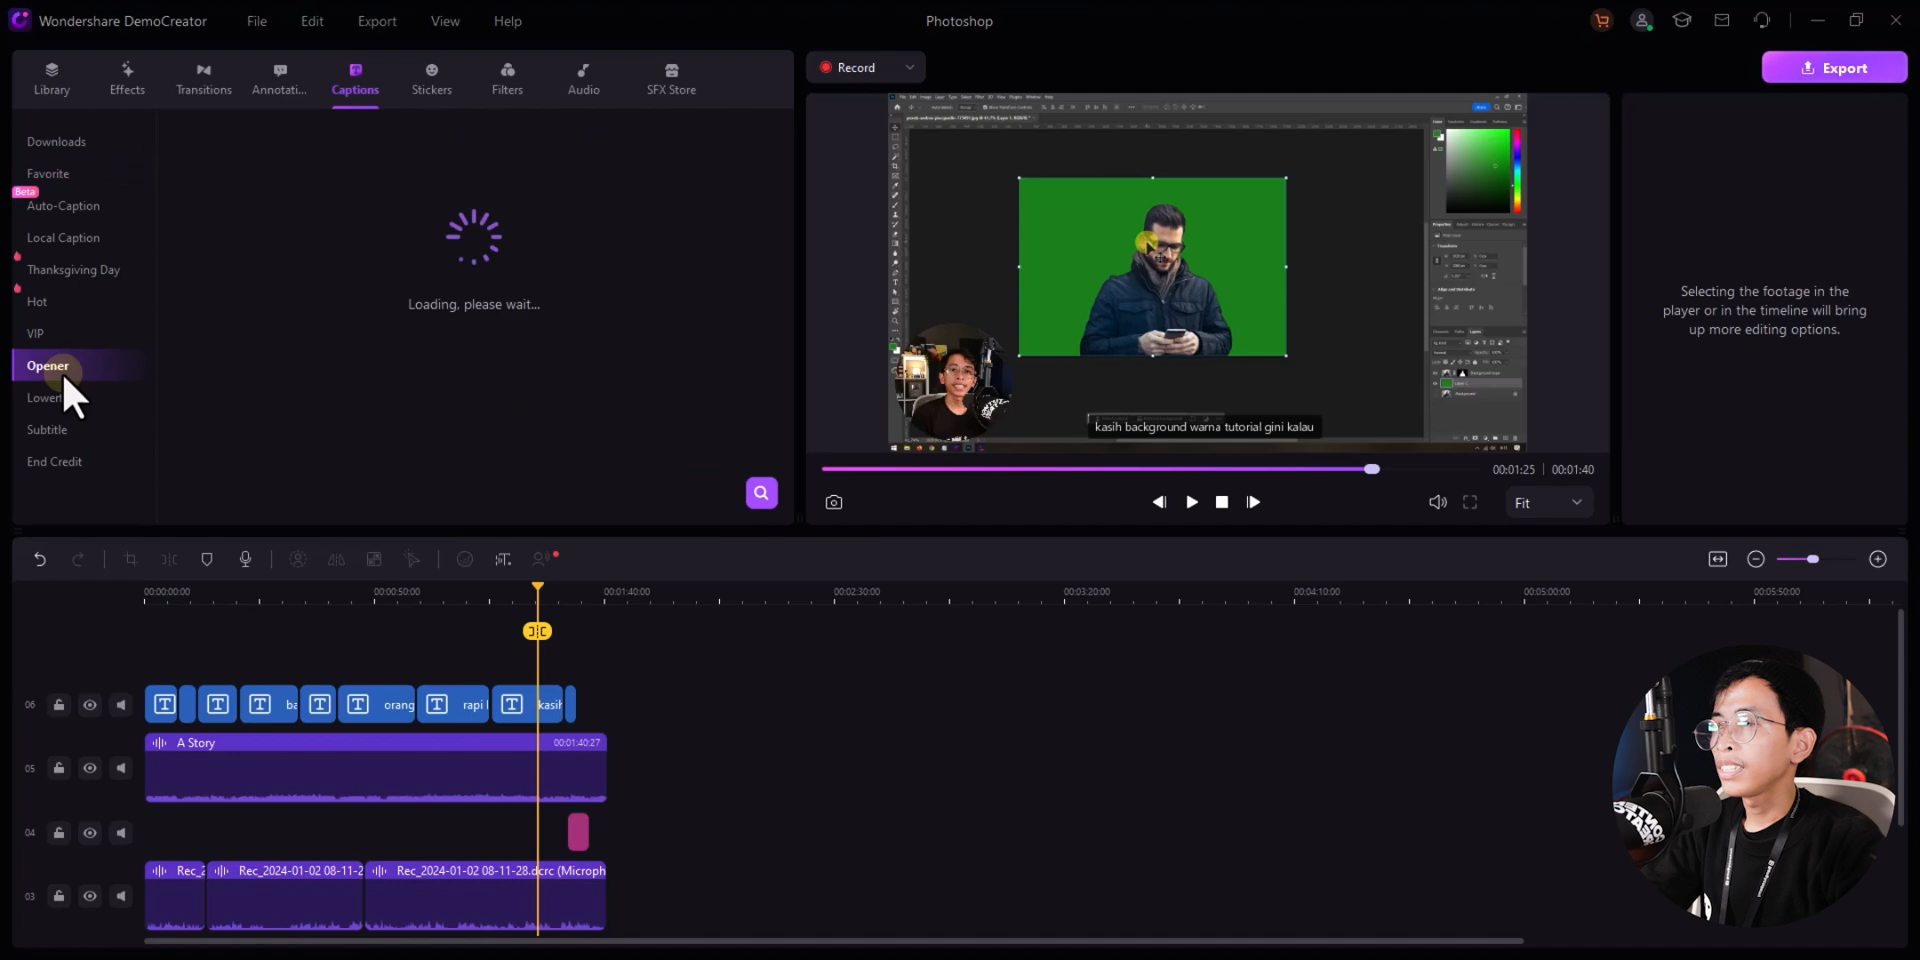 Wondershare DemoCreator
File
Edit
Export
View
Help
Photoshop
Library
Effects
Transitions
Annotati...
Captions
Stickers
Filters
Audio
SFX Store
Record
Export
Downloads
Favorite
Beta
Auto-Caption
Local Caption
Thanksgiving Day
Hot
VIP
Opener
Lower
Subtitle
End Credit
Loading, please wait...
kasih background warna tutorial gini kalau
00:01:25
00:01:40
Fit
Selecting the footage in the
player or in the timeline will bring
up more editing options.
00:00:00:00
00:00:50:00
00:01:40:00
00:02:30:00
00:03:20:00
00:04:10:00
00:05:00:00
00:05:50:00
06
ba
orang
rapi l
kasih
05
A Story
00:01:40:27
04
03
Rec_2
Rec_2024-01-02 08-11-2
Rec_2024-01-02 08-11-28.dcrc (Microph